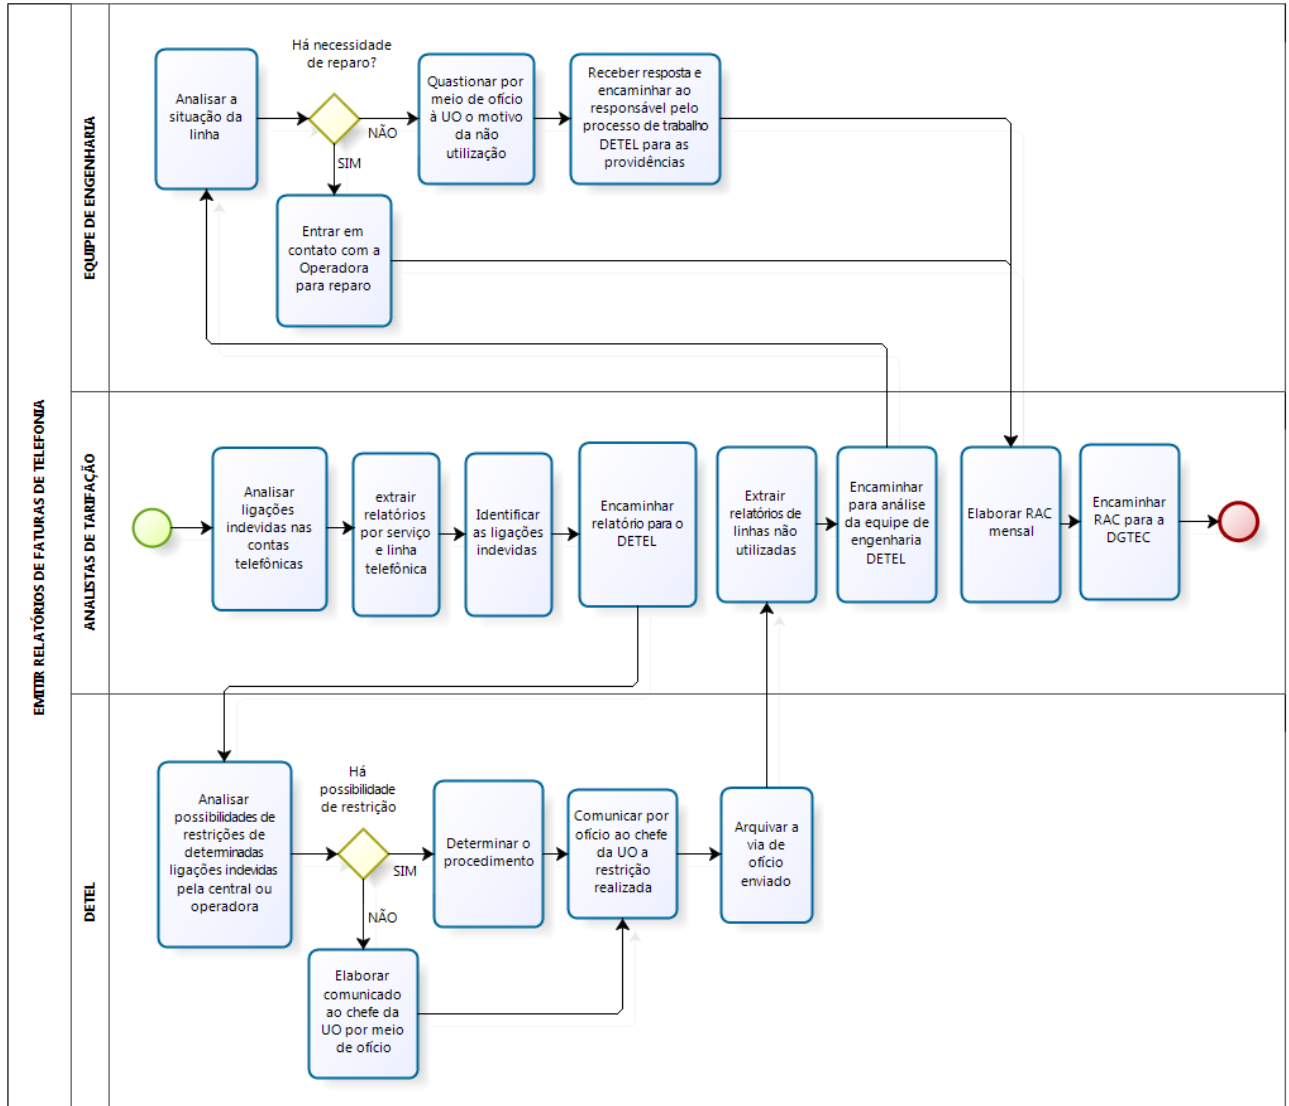 EMITIR RELATÓRIOS DE FATURAS DE TELEFONIA
EQUIPE DE ENGENHARIA
Analisar a
situação da
linha
Há necessidade
de reparo?
NÃO
SIM
Quastionar por
meio de ofício
à UO o motivo
da não
utilização
Receber resposta e
encaminhar ao
responsável pelo
processo de trabalho
DETEL para as
providências
Entrar em
contato com a
Operadora
para reparo
ANALISTAS DE TARIFAÇÃO
Analisar
ligações
indevidas nas
contas
telefônicas
extrair
relatórios
por serviço
e linha
telefônica
Identificar
as ligações
indevidas
Encaminhar
relatório para o
DETEL
Extrair
relatórios de
linhas não
utilizadas
Encaminhar
para análise
da equipe de
engenharia
DETEL
Elaborar RAC
mensal
Encaminhar
RAC para a
DGTEC
DETEL
Analisar
possibilidades de
restrições de
determinadas
ligações indevidas
pela central ou
operadora
Há
possibilidade
de restrição
SIM
NÃO
Determinar o
procedimento
Comunicar por
ofício ao chefe
da UO a
restrição
realizada
Arquivar a
via de
ofício
enviado
Elaborar
comunicado
ao chefe da
UO por meio
de ofício